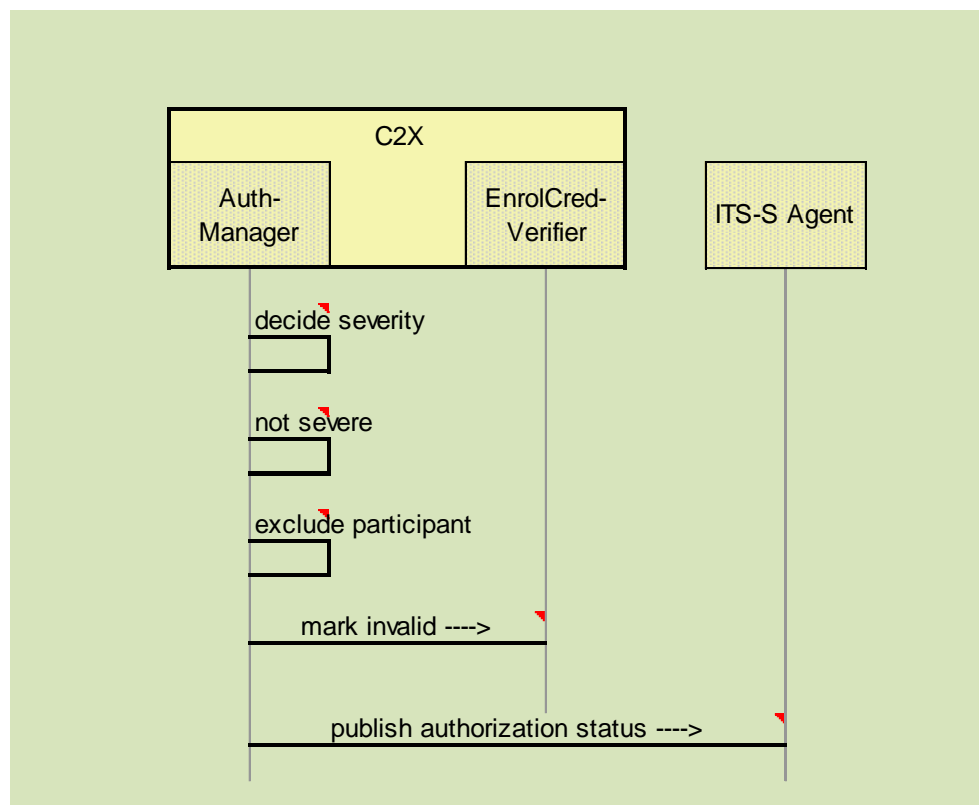 C2X
Auth-
Manager
EnrolCred-
Verifier
ITS-S Agent
decide severity
not severe
exclude participant
mark invalid ---->
publish authorization status ---->